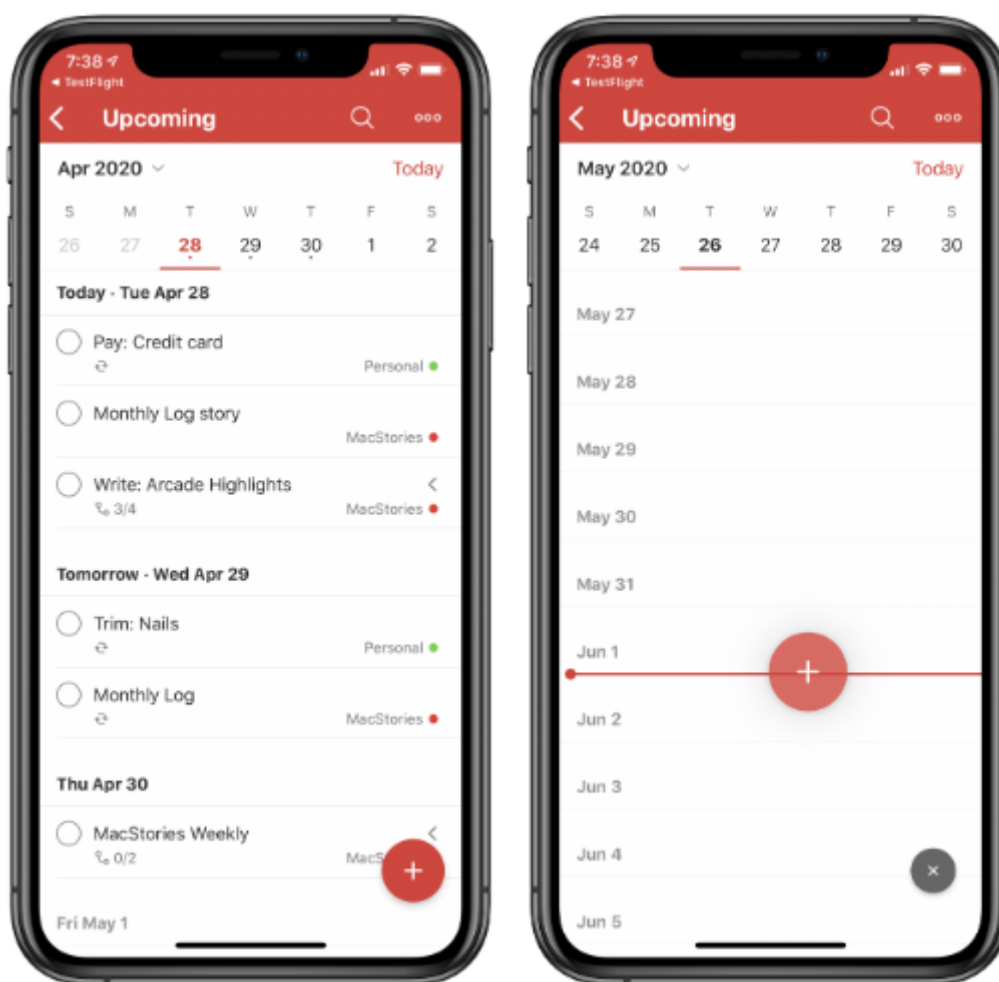 7:38
TestFlight
Upcoming
Apr 2020
Today
S M T W T F S
26 27 28 29 30 1 2
Today - Tue Apr 28
Pay: Credit card
Personal
Monthly Log story
MacStories
Write: Arcade Highlights
3/4
MacStories
Tomorrow - Wed Apr 29
Trim: Nails
Personal
Monthly Log
MacStories
Thu Apr 30
MacStories Weekly
0/2
MacS
+
Fri May 1
7:38
TestFlight
Upcoming
May 2020
Today
S M T W T F S
24 25 26 27 28 29 30
May 27
May 28
May 29
May 30
May 31
Jun 1
+
Jun 2
Jun 3
Jun 4
Jun 5